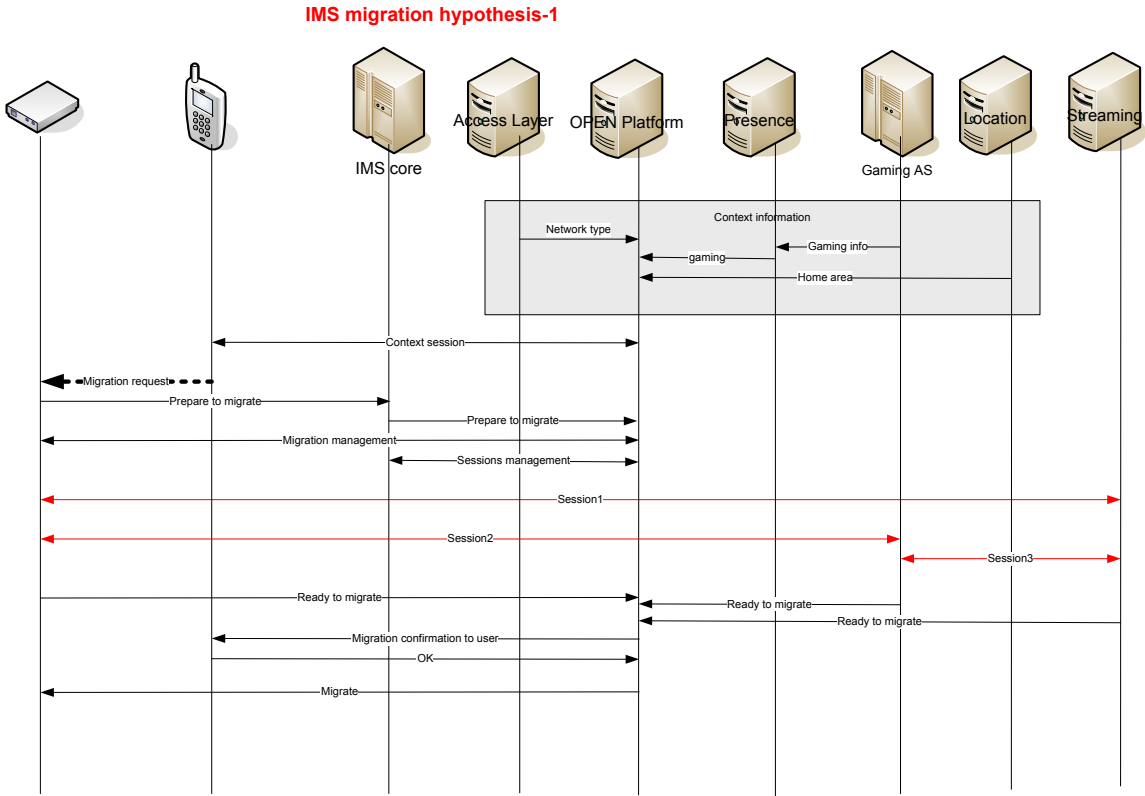 IMS migration hypothesis-1
Access Layer
OPEN Platform
Presence
Location
Streaming
IMS core
Gaming AS
Context information
Network type
Gaming info
gaming
Home area
Context session
Migration request
Prepare to migrate
Prepare to migrate
Migration management
Sessions management
Session1
Session2
Session3
Ready to migrate
Ready to migrate
Ready to migrate
Migration confirmation to user
OK
Migrate